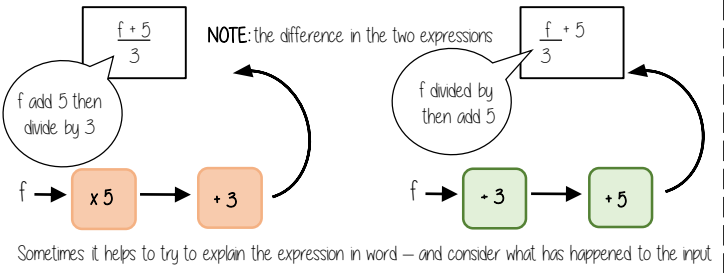 f + 5
3
NOTE: the difference in the two expressions
f + 5
3
f add 5 then
divide by 3
f divided by
then add 5
f
x 5
+ 3
f
÷ 3
+ 5
Sometimes it helps to try to explain the expression in word – and consider what has happened to the input